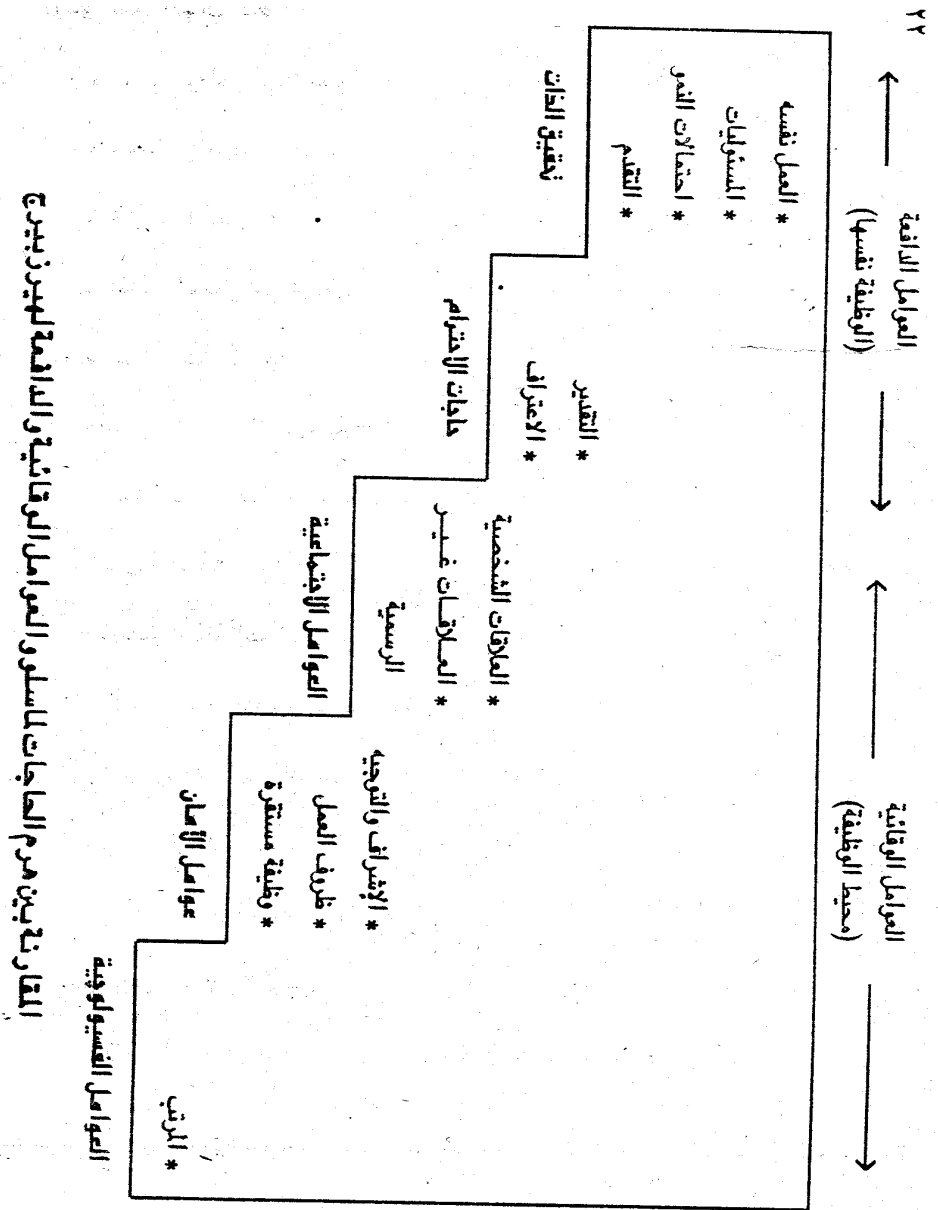 ٢٢
العوامل الدافعة
(الوظيفة نفسها)
العوامل الوقائية
(محيط الوظيفة)
* العمل نفسه
* المسئوليات
* احتمالات النمو
* التقدم
تحقيق الذات
* التقدير
* الاعتراف
حاجات الاحترام
* العلاقات الشخصية
* العلاقات غير
الرسمية
العوامل الاجتماعية
* الإشراف والتوجيه
* ظروف العمل
* وظيفة مستقرة
عوامل الأمان
* المرتب
العوامل الفسيولوجية
المقارنة بين هرم الحاجات لماسلو والعوامل الوقائية والدافعة لهيرزبيرج